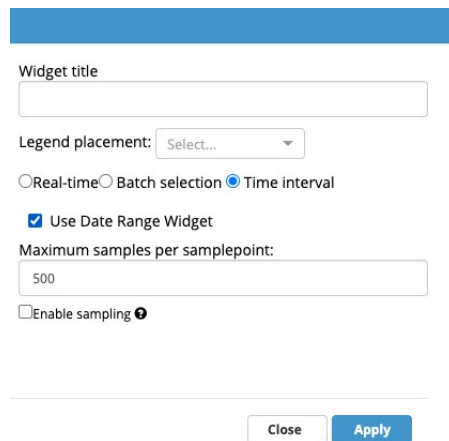 Widget title
Legend placement: Select...
Real-time Batch selection Time interval
Use Date Range Widget
Maximum samples per samplepoint:
500
Enable sampling ?
Close Apply